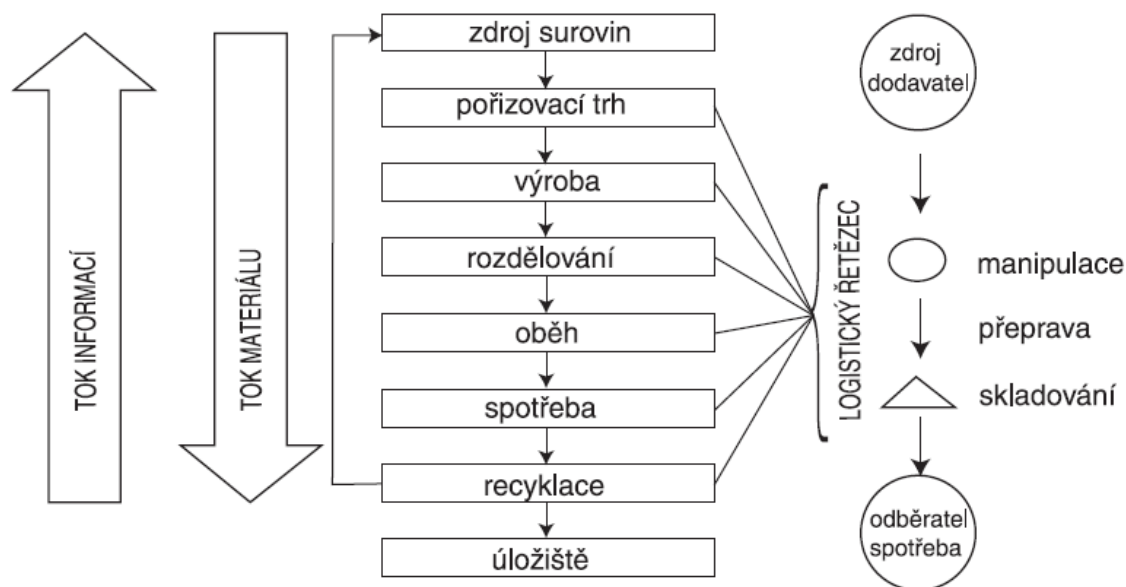 TOK INFORMACÍ
TOK MATERIÁLU
zdroj surovin
pořizovací trh
výroba
rozdělování
oběh
spotřeba
recyklace
úložiště
LOGISTICKÝ ŘETĚZEC
zdroj
dodavatel
manipulace
přeprava
skladování
odběratel
spotřeba